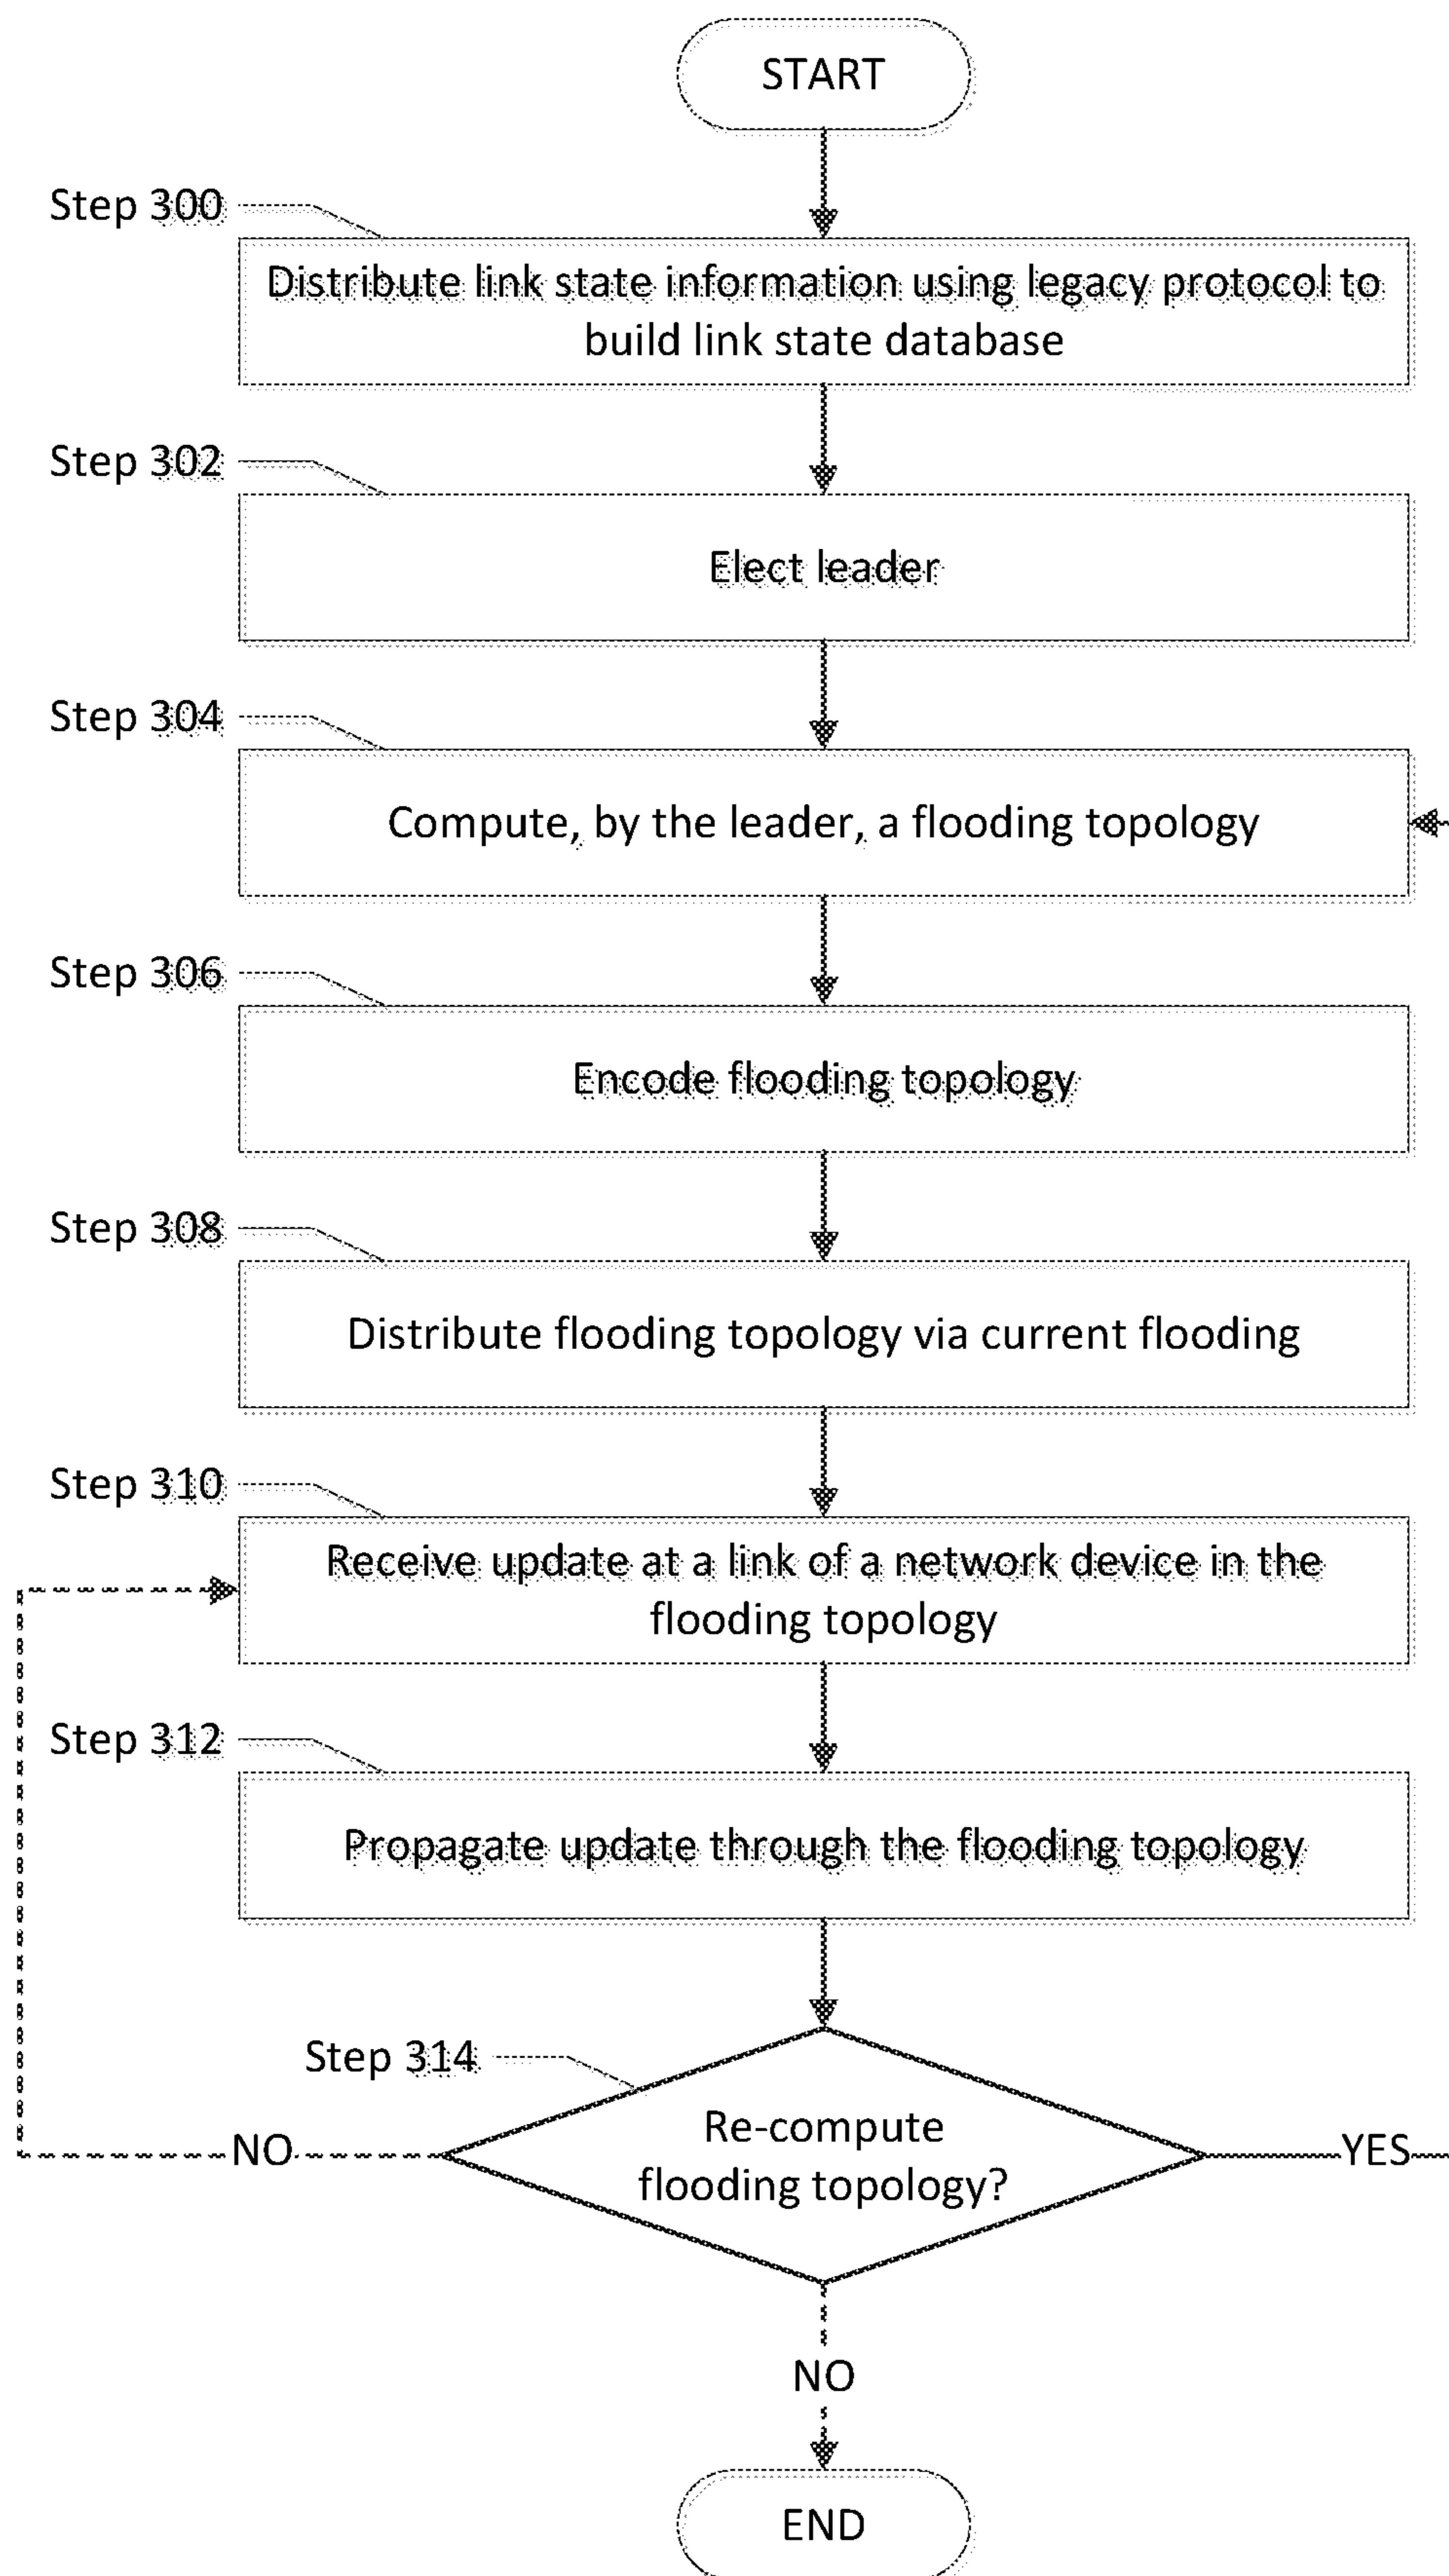 START
Step 300
Distribute link state information using legacy protocol to
build link state database
Step 302
Elect leader
Step 304
Compute, by the leader, a flooding topology
Step 306
Encode flooding topology
Step 308
Distribute flooding topology via current flooding
Step 310
Receive update at a link of a network device in the
flooding topology
Step 312
Propagate update through the flooding topology
Step 314
Re-compute
flooding topology?
NO
YES
NO
END